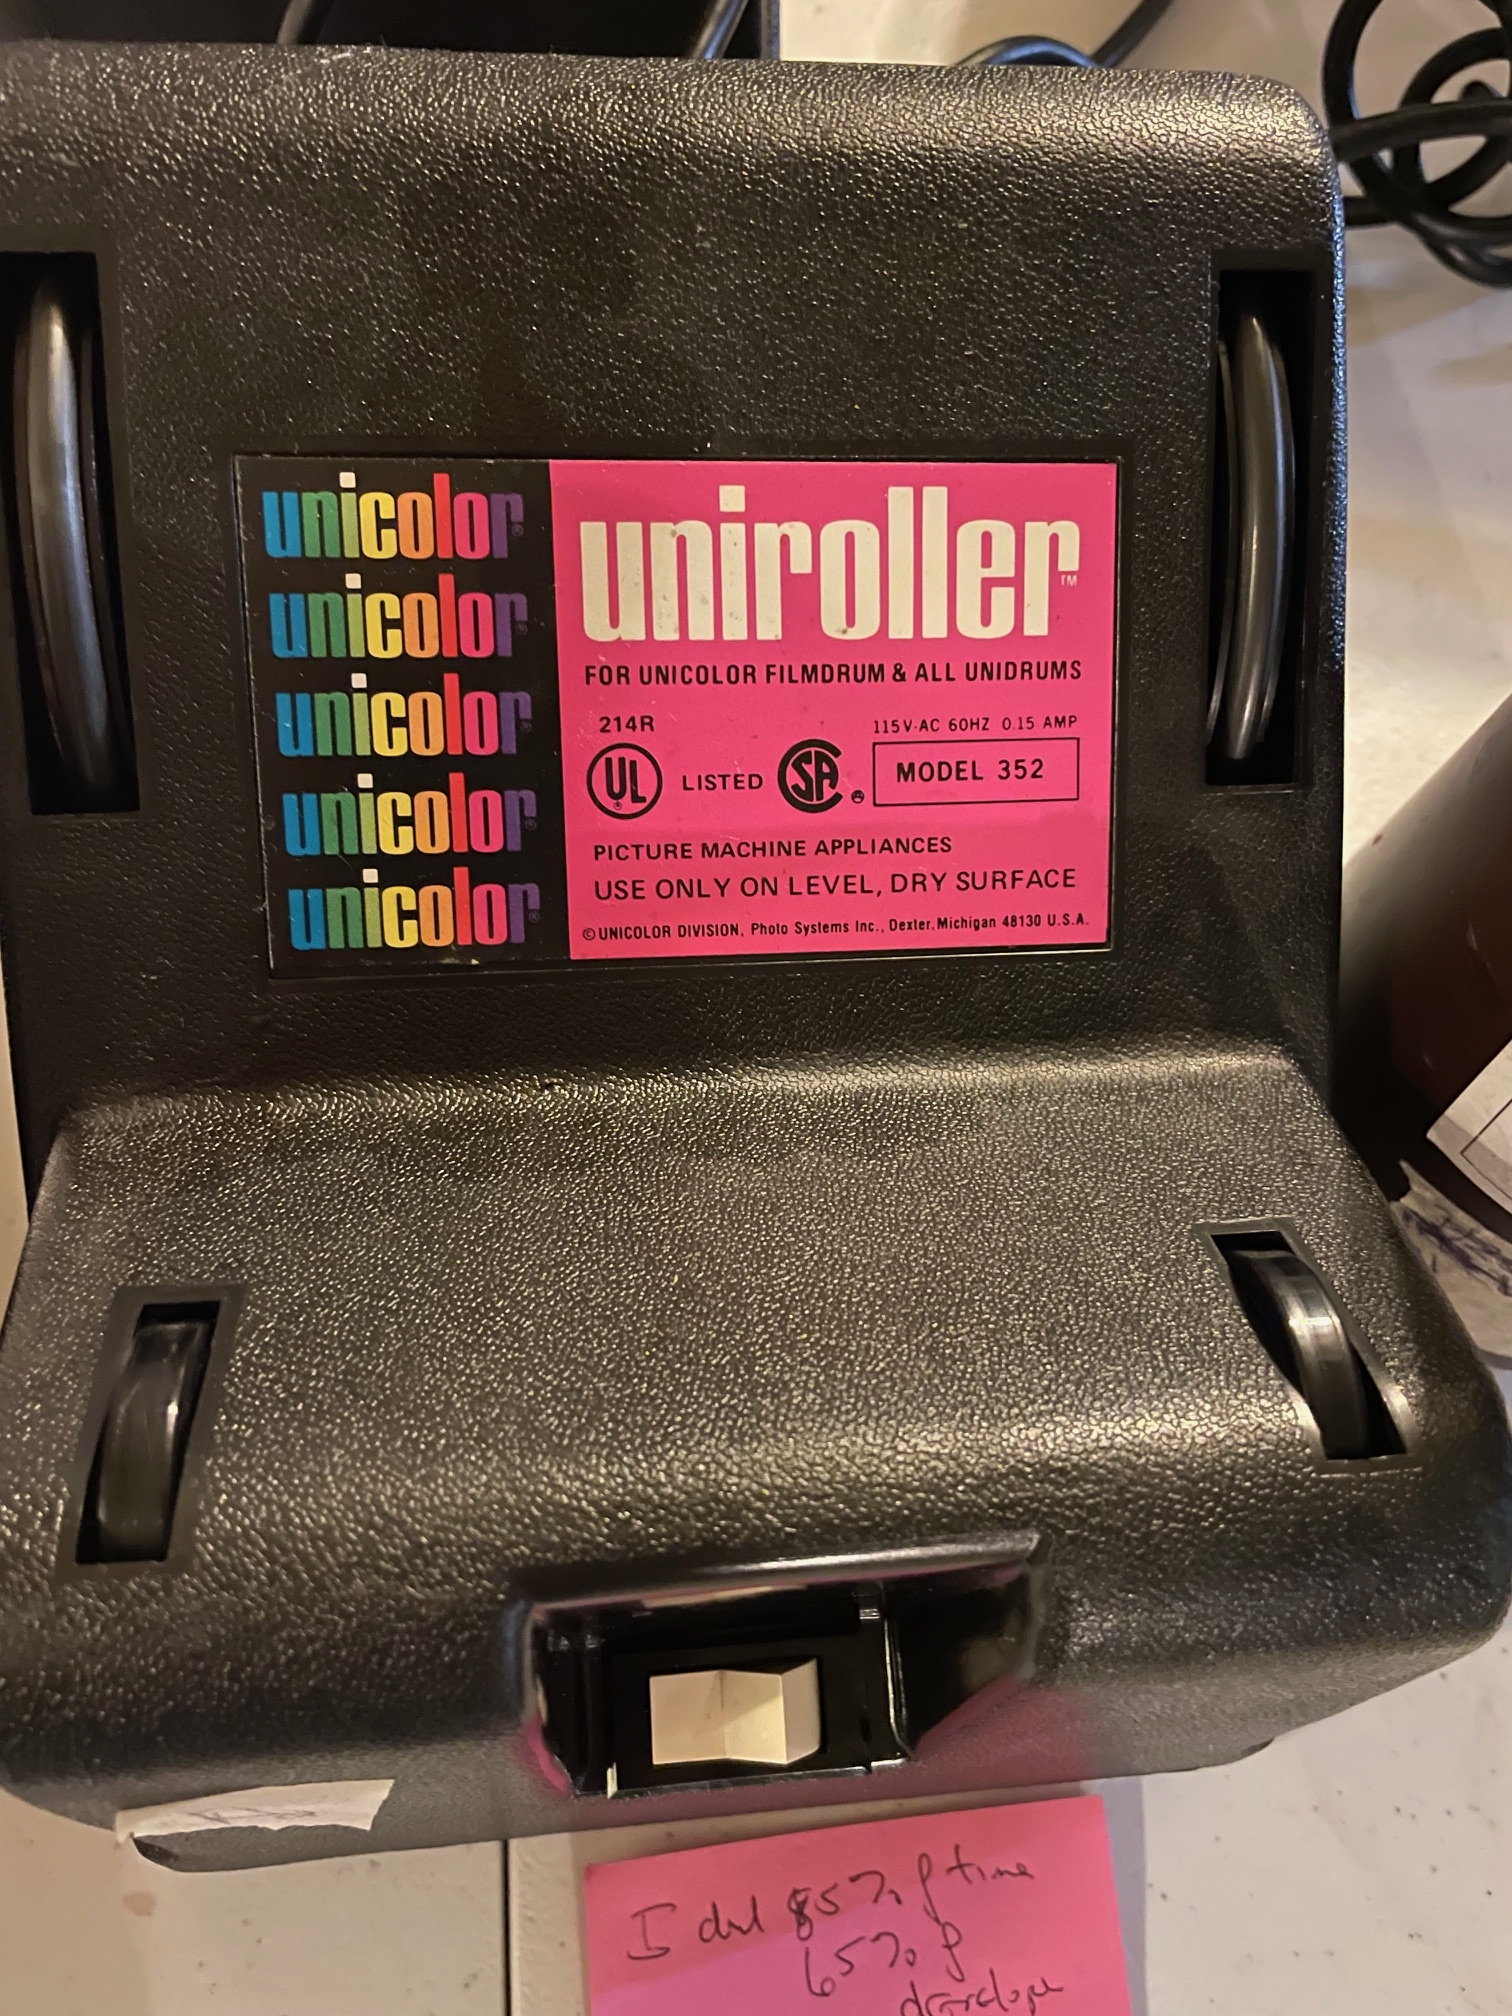 unicolor®
unicolor®
unicolor®
unicolor®
unicolor®
uniroller™
FOR UNICOLOR FILMDRUM & ALL UNIDRUMS
214R
115V-AC 60HZ 0.15 AMP
UL LISTED SA
MODEL 352
PICTURE MACHINE APPLIANCES
USE ONLY ON LEVEL, DRY SURFACE
© UNICOLOR DIVISION, Photo Systems Inc., Dexter, Michigan 48130 U.S.A.
I did 85% of time
65% of